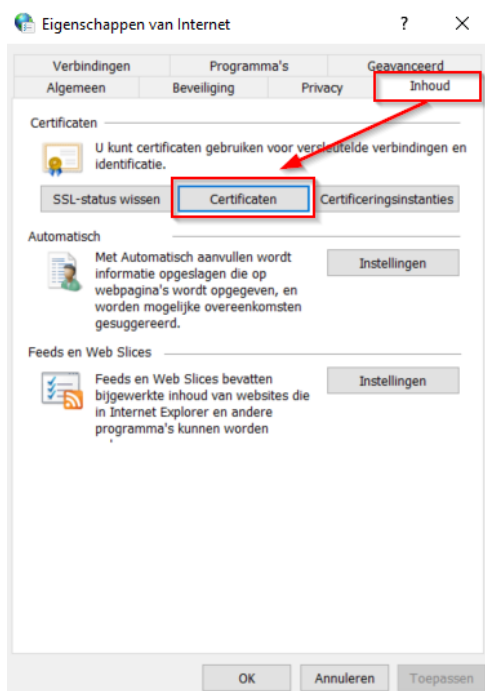 Eigenschappen van Internet
Verbindingen Programma's Geavanceerd
Algemeen Beveiliging Privacy Inhoud
Certificaten
U kunt certificaten gebruiken voor versleutelde verbindingen en
identificatie.
SSL-status wissen Certificaten Certificeringsinstanties
Automatisch
Met Automatisch aanvullen wordt
informatie opgeslagen die op
webpagina's wordt opgegeven, en
worden mogelijke overeenkomsten
gesuggereerd.
Instellingen
Feeds en Web Slices
Feeds en Web Slices bevatten
bijgewerkte inhoud van websites die
in Internet Explorer en andere
programma's kunnen worden
Instellingen
OK Annuleren Toepassen